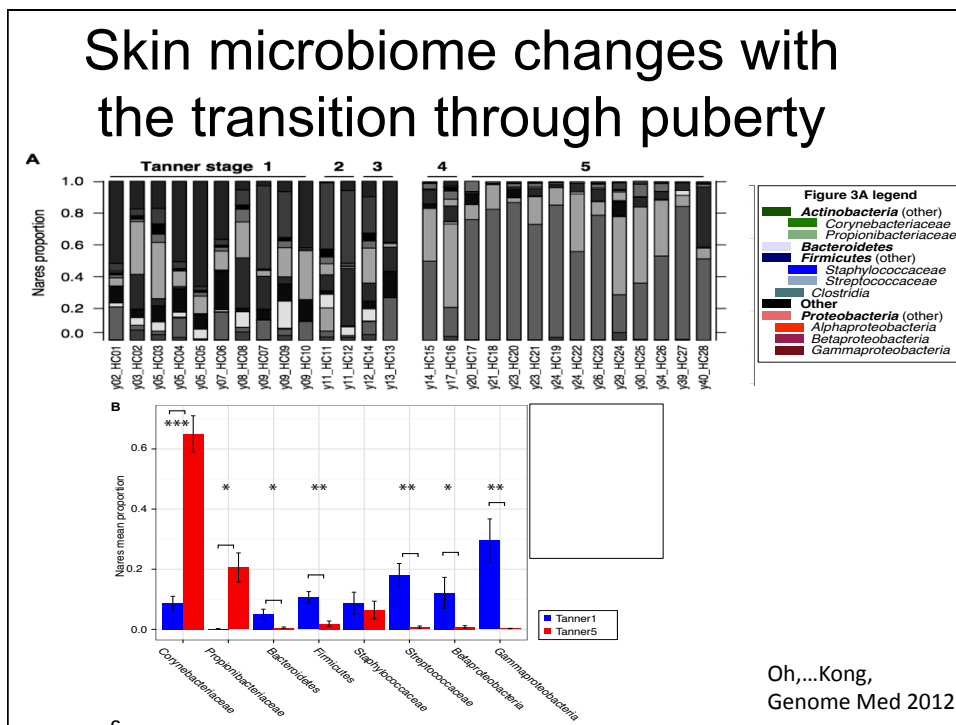 Skin microbiome changes with
the transition through puberty
A
Tanner stage 1 2 3 4 5
Nares proportion
1.0
0.8
0.6
0.4
0.2
0.0
y02_HC01 y03_HC02 y05_HC03 y05_HC04 y05_HC05 y07_HC06 y08_HC08 y09_HC07 y09_HC09 y09_HC10 y11_HC11 y11_HC12 y12_HC14 y13_HC13 y14_HC15 y17_HC16 y20_HC17 y21_HC18 y23_HC20 y23_HC21 y24_HC19 y24_HC22 y26_HC23 y29_HC24 y30_HC25 y34_HC26 y39_HC27 y40_HC28
Figure 3A legend
Actinobacteria (other)
Corynebacteriaceae
Propionibacteriaceae
Bacteroidetes
Firmicutes (other)
Staphylococcaceae
Streptococcaceae
Clostridia
Other
Proteobacteria (other)
Alphaproteobacteria
Betaproteobacteria
Gammaproteobacteria
B
Nares mean proportion
0.6
0.4
0.2
0.0
*** * * ** ** * **
Corynebacteriaceae
Propionibacteriaceae
Bacteroidetes
Firmicutes
Staphylococcaceae
Streptococcaceae
Betaproteobacteria
Gammaproteobacteria
Tanner1
Tanner5
Oh,...Kong,
Genome Med 2012